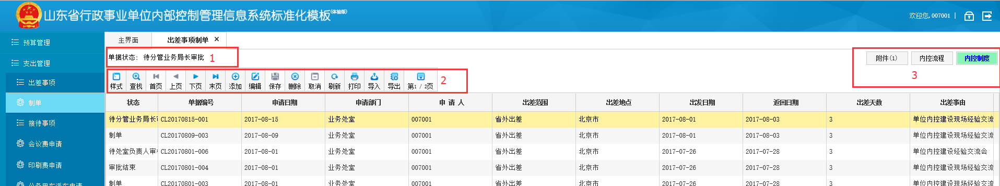 山东省行政事业单位内部控制管理信息系统标准化模板(体验版)
欢迎您, 007001 |
预算管理
支出管理
出差事项
制单
接待事项
会议费申请
印刷费申请
公务用车派车申请
主界面 出差事项制单 ×
单据状态: 待分管业务局长审批 1
附件(1) 内控流程 内控制度
3
样式 查找 首页 上页 下页 末页 添加 编辑 保存 删除 取消 刷新 打印 导入 导出 第1 / 2页 2
状态 单据编号 申请日期 申请部门 申 请 人 出差范围 出差地点 出发日期 返回日期 出差天数 出差事由
待分管业务局长审 CL20170815-001 2017-08-15 业务处室 007001 省外出差 北京市 2017-08-01 2017-08-03 3 单位内控建设现场经验交流
制单 CL20170809-003 2017-08-09 业务处室 007001 省外出差 北京市 2017-08-01 2017-08-03 3 单位内控建设现场经验交流
待处室负责人审核 CL20170801-006 2017-08-01 业务处室 007001 省外出差 北京市 2017-07-26 2017-07-28 3 单位内控建设经验交流会
审批结束 CL20170801-004 2017-08-01 业务处室 007001 省外出差 北京市 2017-07-26 2017-07-28 3 单位内控建设现场经验交流
制单 CL20170801-003 2017-08-01 业务处室 007001 省外出差 北京市 2017-07-26 2017-07-28 3 单位内控建设现场经验交流